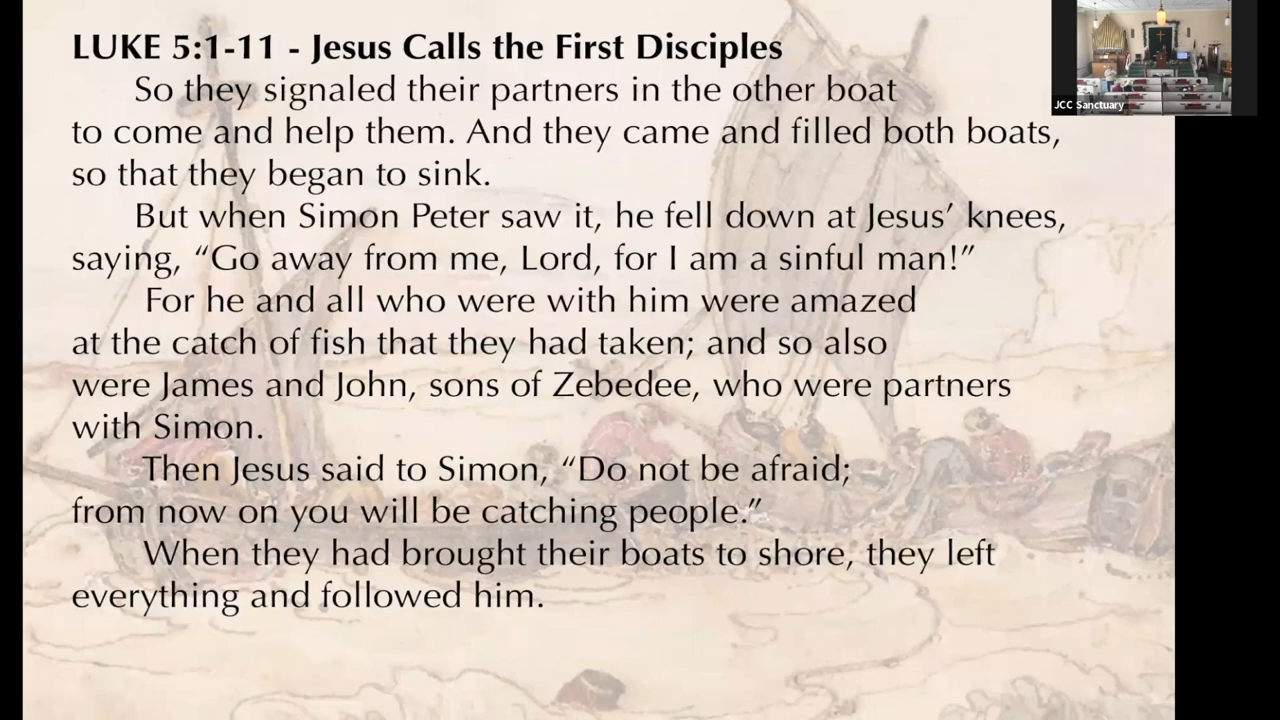 LUKE 5:1-11 - Jesus Calls the First Disciples
So they signaled their partners in the other boat
to come and help them. And they came and filled both boats,
so that they began to sink.
But when Simon Peter saw it, he fell down at Jesus’ knees,
saying, “Go away from me, Lord, for I am a sinful man!”
For he and all who were with him were amazed
at the catch of fish that they had taken; and so also
were James and John, sons of Zebedee, who were partners
with Simon.
Then Jesus said to Simon, “Do not be afraid;
from now on you will be catching people.”
When they had brought their boats to shore, they left
everything and followed him.
JCC Sanctuary